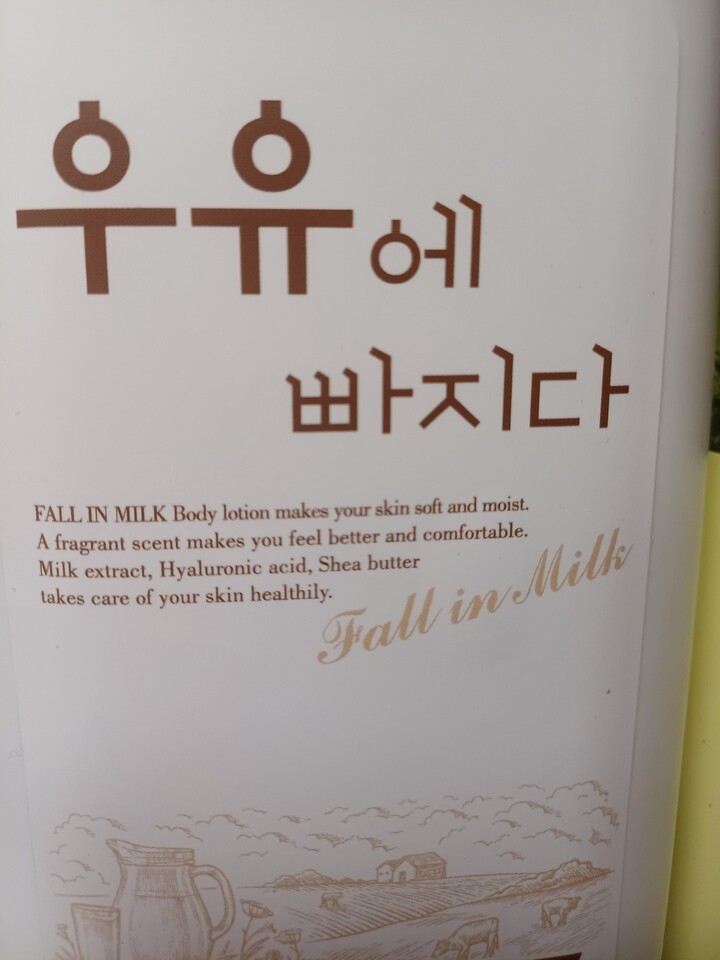 우유에
빠지다
FALL IN MILK Body lotion makes your skin soft and moist.
A fragrant scent makes you feel better and comfortable.
Milk extract, Hyaluronic acid, Shea butter
takes care of your skin healthily.
Fall in Milk